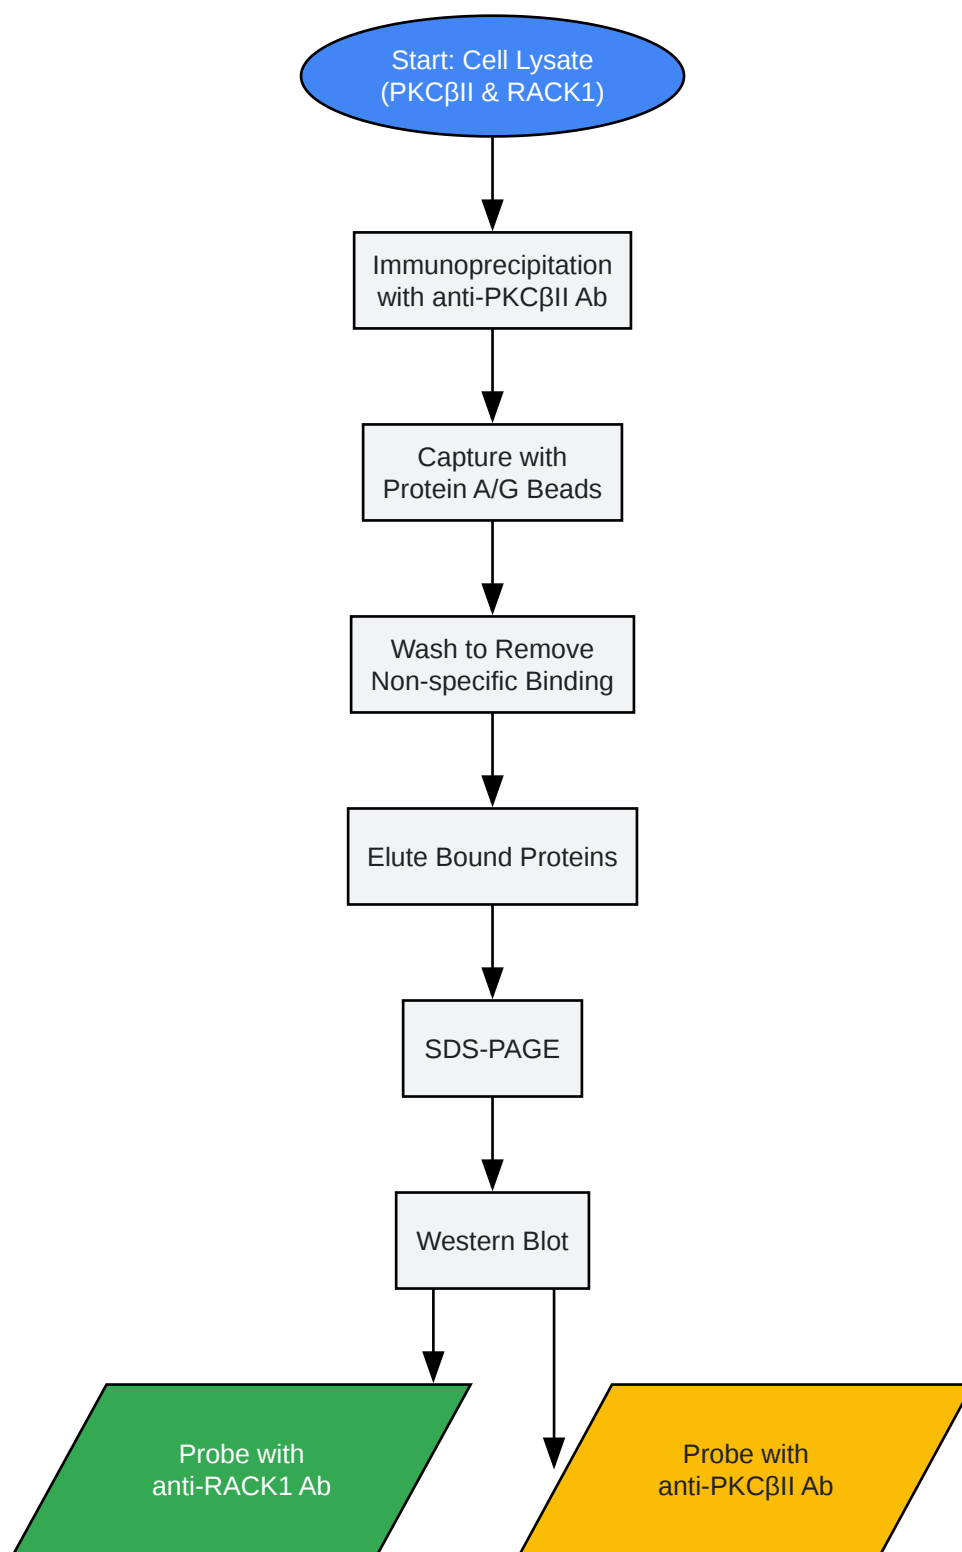 Start: Cell Lysate
(PKCβII & RACK1)
Immunoprecipitation
with anti-PKCβII Ab
Capture with
Protein A/G Beads
Wash to Remove
Non-specific Binding
Elute Bound Proteins
SDS-PAGE
Western Blot
Probe with
anti-RACK1 Ab
Probe with
anti-PKCβII Ab